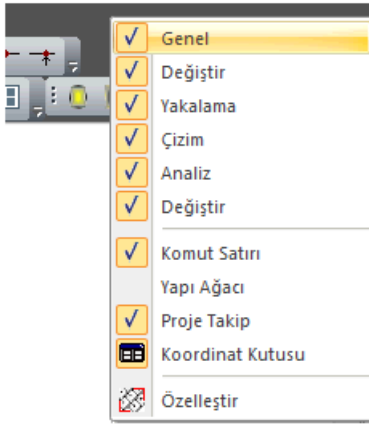 Genel
Değiştir
Yakalama
Çizim
Analiz
Değiştir
Komut Satırı
Yapı Ağacı
Proje Takip
Koordinat Kutusu
Özelleştir